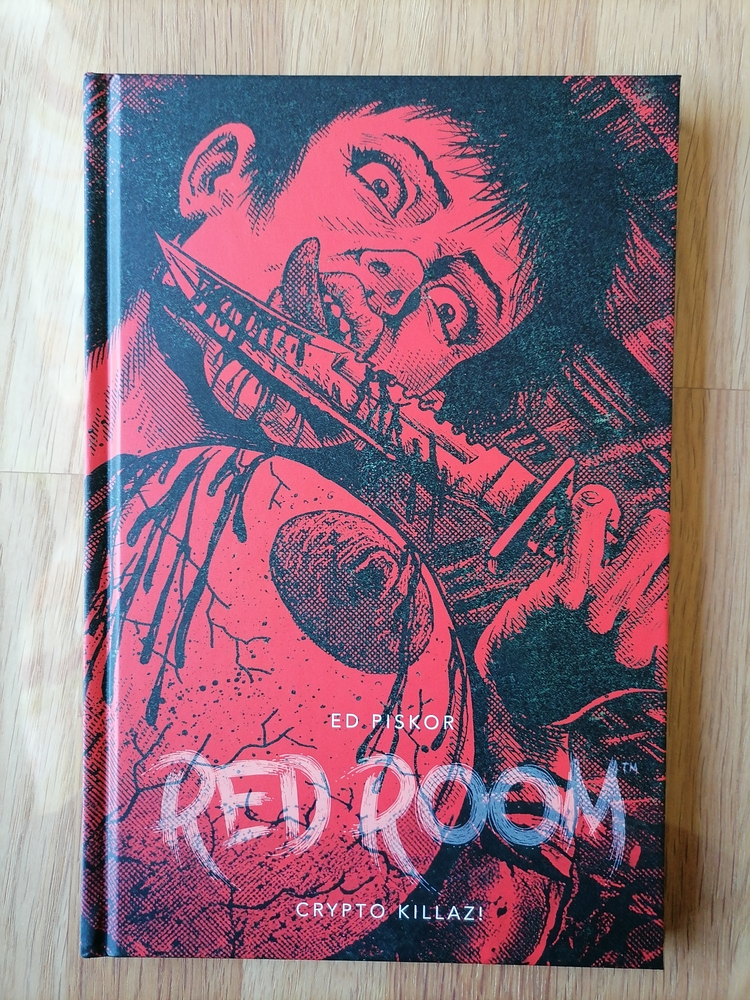 ED PISKOR
RED ROOM™
CRYPTO KILLAZ!